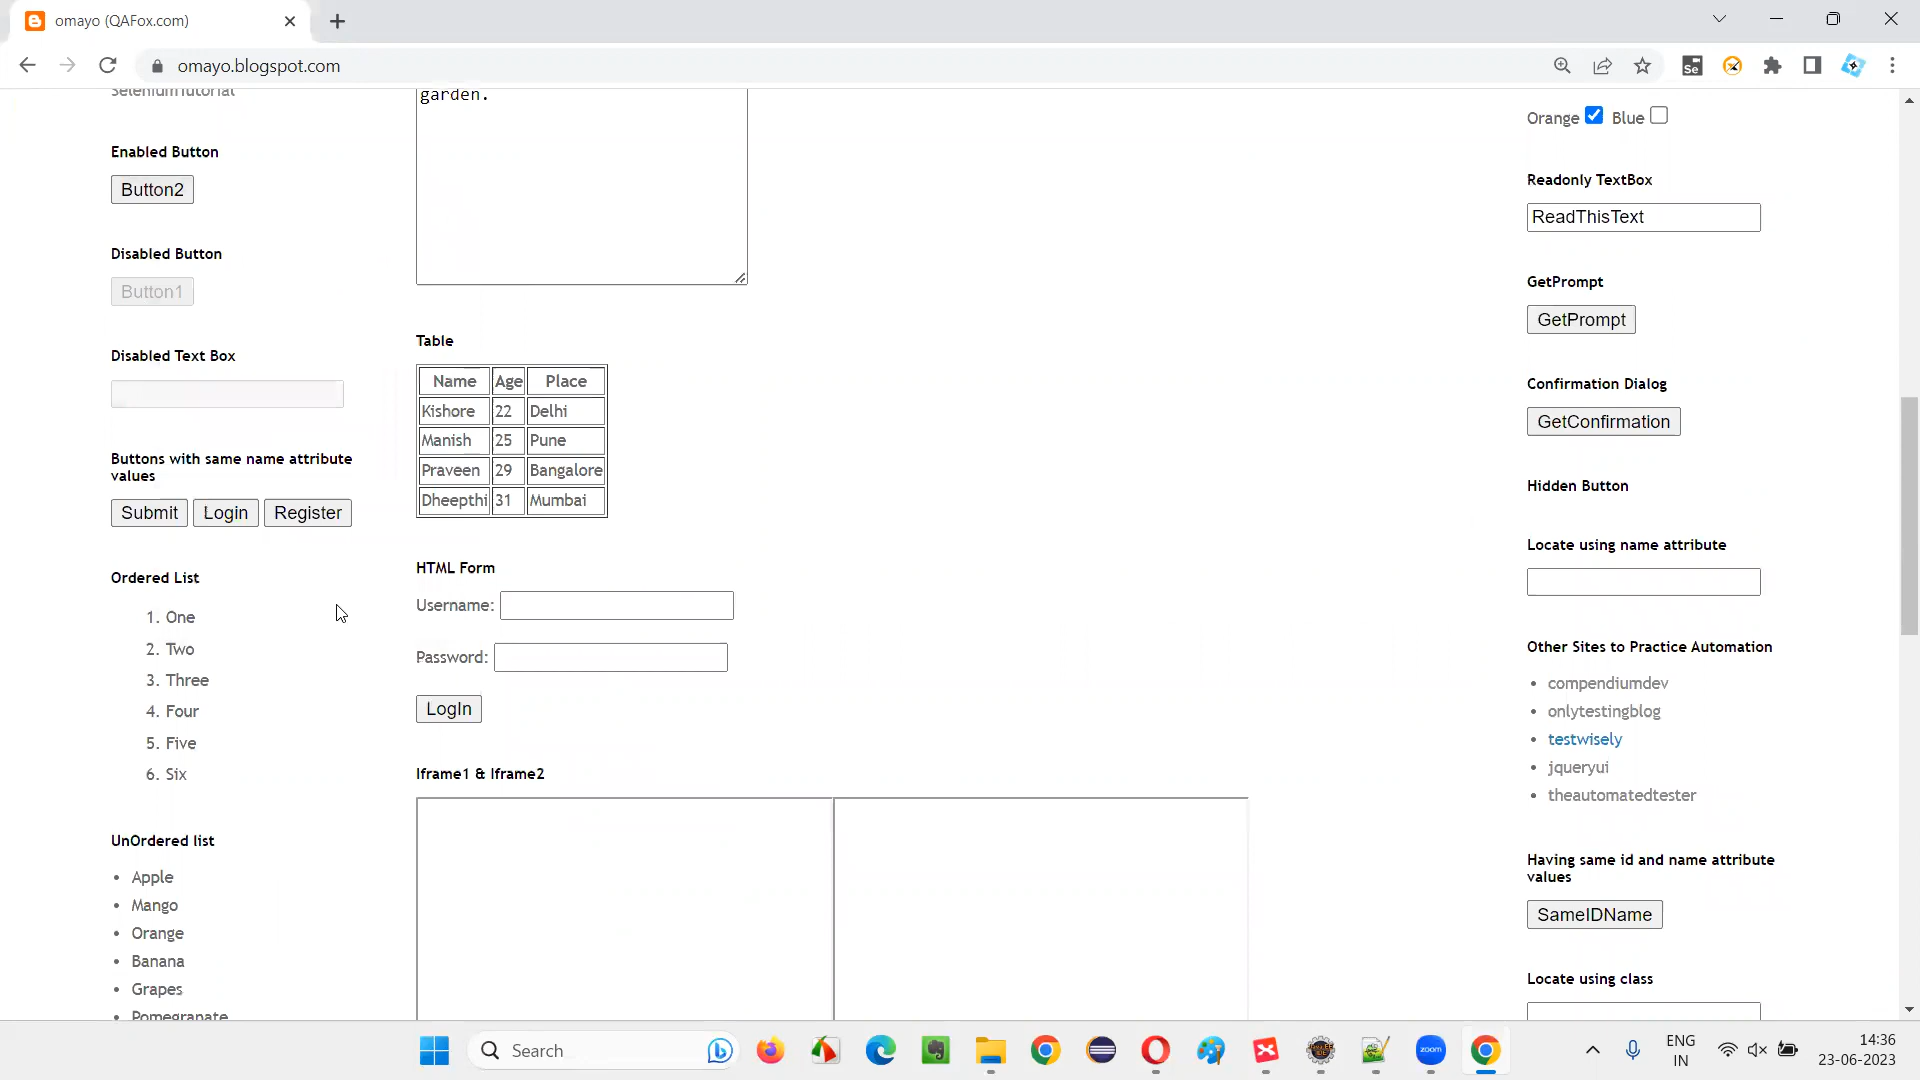 omayo (QAFox.com)
omayo.blogspot.com
SeleniumTutorial
Enabled Button
Button2
Disabled Button
Button1
Disabled Text Box
Buttons with same name attribute
values
Submit Login Register
Ordered List
1. One
2. Two
3. Three
4. Four
5. Five
6. Six
UnOrdered list
• Apple
• Mango
• Orange
• Banana
• Grapes
• Pomegranate
garden.
Table
Name Age Place
Kishore 22 Delhi
Manish 25 Pune
Praveen 29 Bangalore
Dheepthi 31 Mumbai
HTML Form
Username:
Password:
LogIn
Iframe1 & Iframe2
Orange Blue
Readonly TextBox
ReadThisText
GetPrompt
GetPrompt
Confirmation Dialog
GetConfirmation
Hidden Button
Locate using name attribute
Other Sites to Practice Automation
• compendiumdev
• onlytestingblog
• testwisely
• jqueryui
• theautomatedtester
Having same id and name attribute
values
SameIDName
Locate using class
Search
zoom
ENG
IN
14:36
23-06-2023